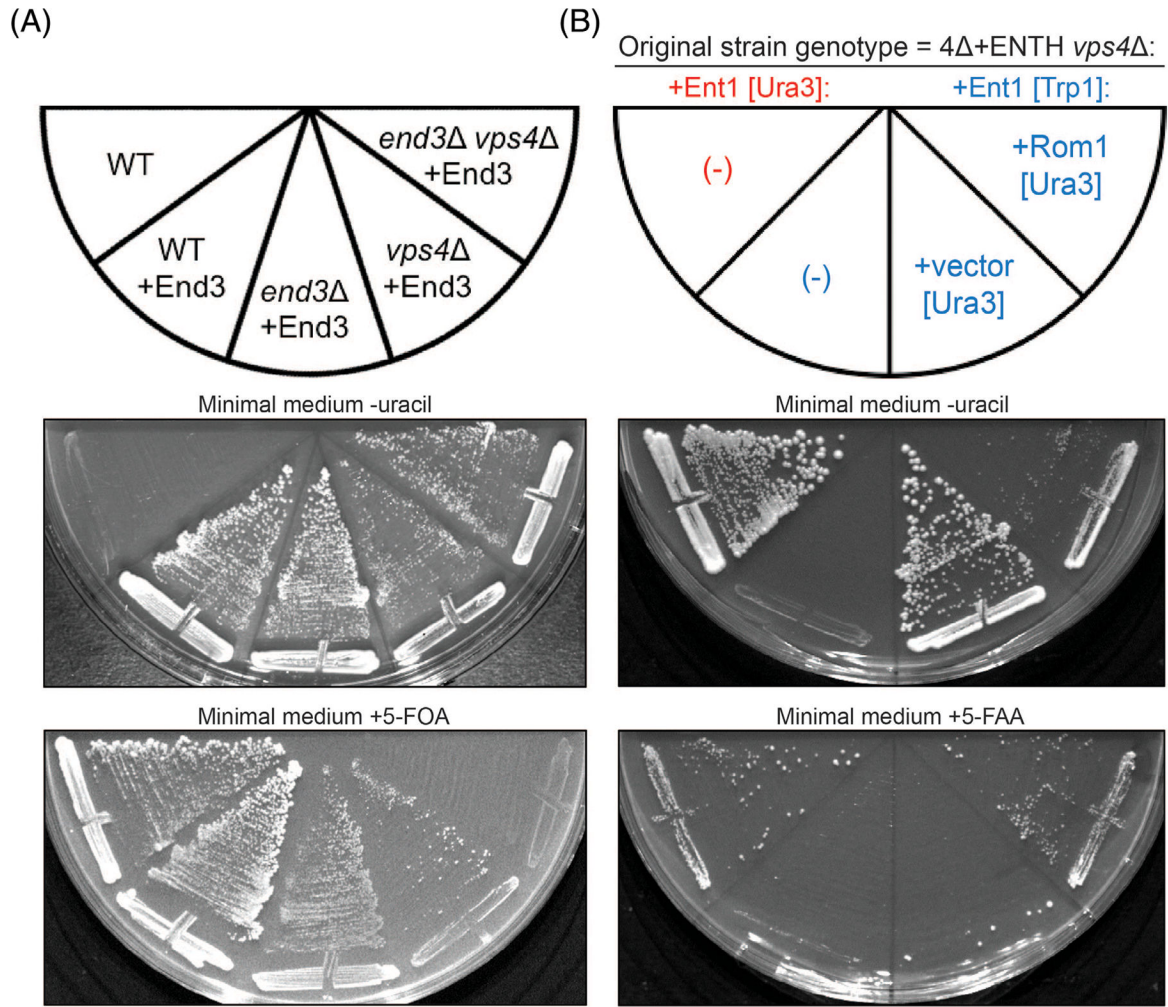 (A)
WT
WT
+End3
end3Δ
+End3
vps4Δ
+End3
end3Δ vps4Δ
+End3
Minimal medium -uracil
Minimal medium +5-FOA
(B)
Original strain genotype = 4Δ+ENTH vps4Δ:
+Ent1 [Ura3]:
+Ent1 [Trp1]:
(-)
(-)
+vector
[Ura3]
+Rom1
[Ura3]
Minimal medium -uracil
Minimal medium +5-FAA